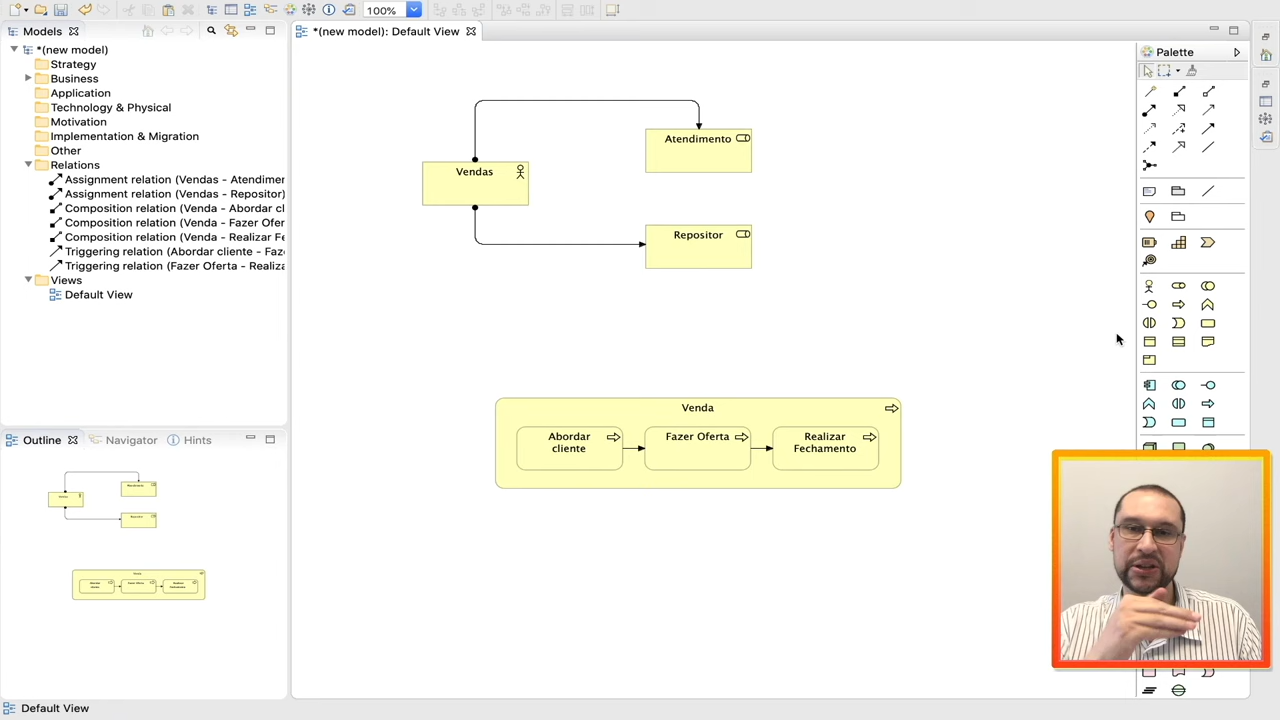 100%
Models
*(new model): Default View
Palette
*(new model)
Strategy
Business
Application
Technology & Physical
Motivation
Implementation & Migration
Other
Relations
Assignment relation (Vendas - Atendimer
Assignment relation (Vendas - Repositor)
Composition relation (Venda - Abordar cl
Composition relation (Venda - Fazer Ofer
Composition relation (Venda - Realizar Fe
Triggering relation (Abordar cliente - Faze
Triggering relation (Fazer Oferta - Realiza
Views
Default View
Atendimento
Vendas
Repositor
Venda
Abordar
cliente
Fazer Oferta
Realizar
Fechamento
Outline
Navigator
Hints
Default View